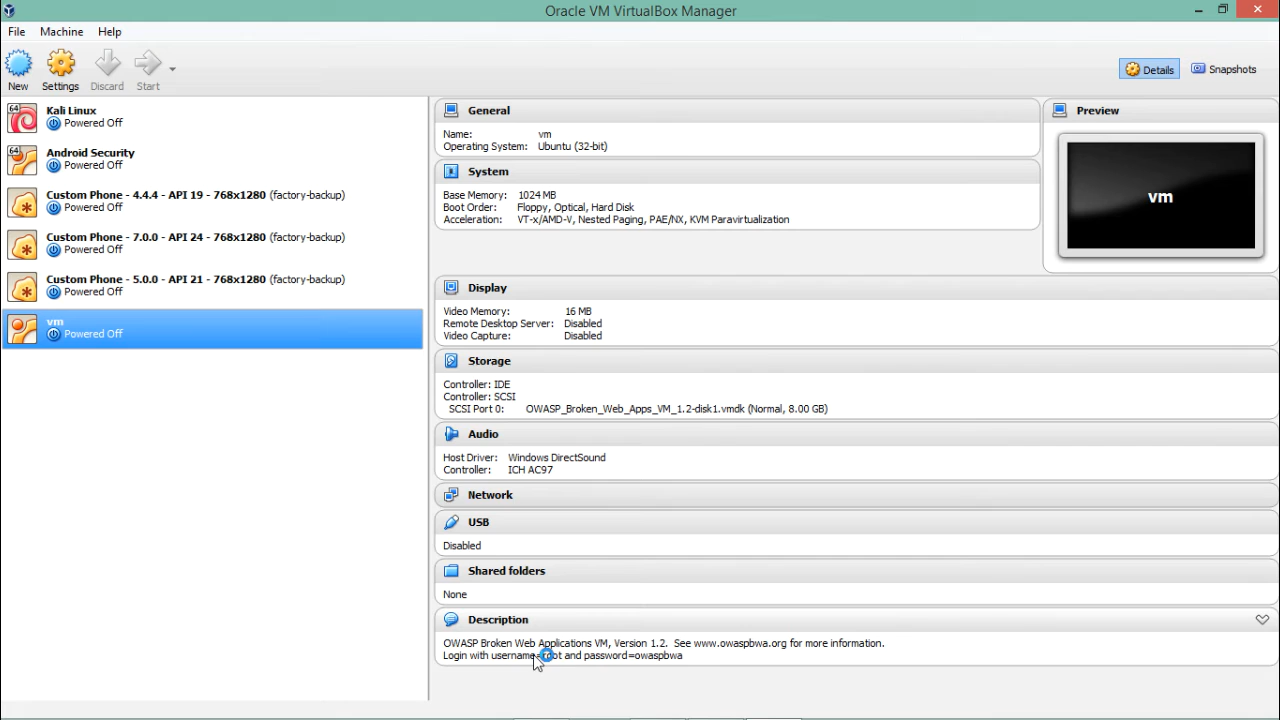 Oracle VM VirtualBox Manager
File Machine Help
New Settings Discard Start
Details Snapshots
64
Kali Linux
Powered Off
64
Android Security
Powered Off
Custom Phone - 4.4.4 - API 19 - 768x1280 (factory-backup)
Powered Off
Custom Phone - 7.0.0 - API 24 - 768x1280 (factory-backup)
Powered Off
Custom Phone - 5.0.0 - API 21 - 768x1280 (factory-backup)
Powered Off
vm
Powered Off
General
Name: vm
Operating System: Ubuntu (32-bit)
System
Base Memory: 1024 MB
Boot Order: Floppy, Optical, Hard Disk
Acceleration: VT-x/AMD-V, Nested Paging, PAE/NX, KVM Paravirtualization
Preview
vm
Display
Video Memory: 16 MB
Remote Desktop Server: Disabled
Video Capture: Disabled
Storage
Controller: IDE
Controller: SCSI
SCSI Port 0: OWASP_Broken_Web_Apps_VM_1.2-disk1.vmdk (Normal, 8.00 GB)
Audio
Host Driver: Windows DirectSound
Controller: ICH AC97
Network
USB
Disabled
Shared folders
None
Description
OWASP Broken Web Applications VM, Version 1.2. See www.owaspbwa.org for more information.
Login with username=root and password=owaspbwa